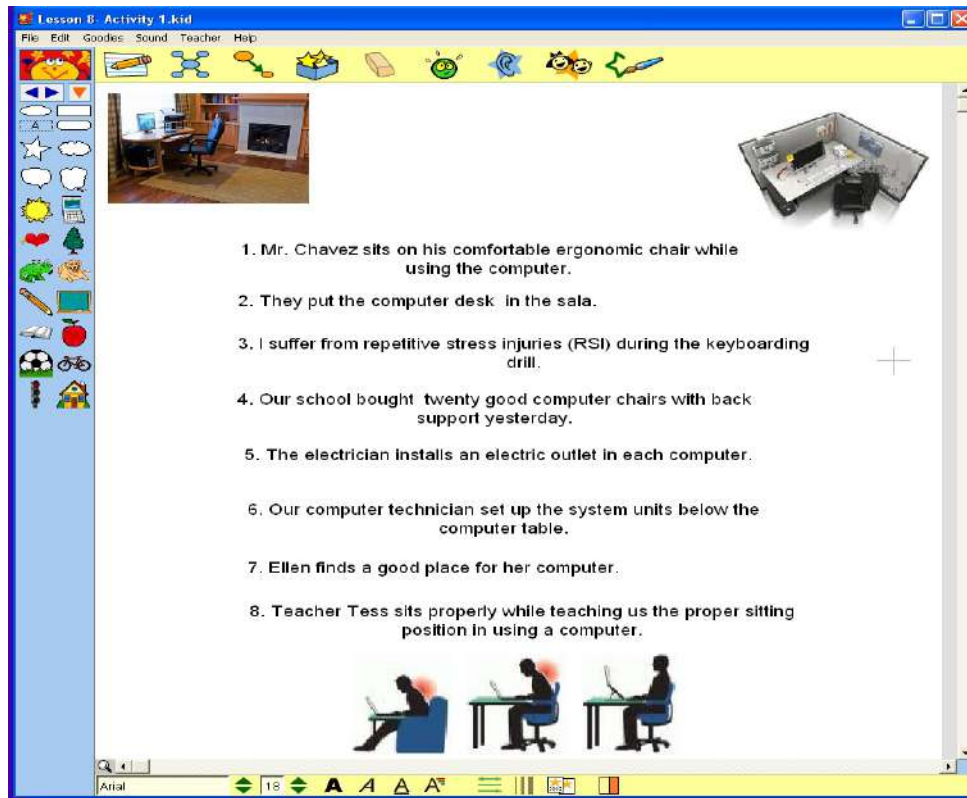 Lesson 8- Activity 1.kid
File Edit Goodies Sound Teacher Help
A
1. Mr. Chavez sits on his comfortable ergonomic chair while
using the computer.
2. They put the computer desk in the sala.
3. I suffer from repetitive stress injuries (RSI) during the keyboarding
drill.
4. Our school bought twenty good computer chairs with back
support yesterday.
5. The electrician installs an electric outlet in each computer.
6. Our computer technician set up the system units below the
computer table.
7. Ellen finds a good place for her computer.
8. Teacher Tess sits properly while teaching us the proper sitting
position in using a computer.
Arial 18 A A A A